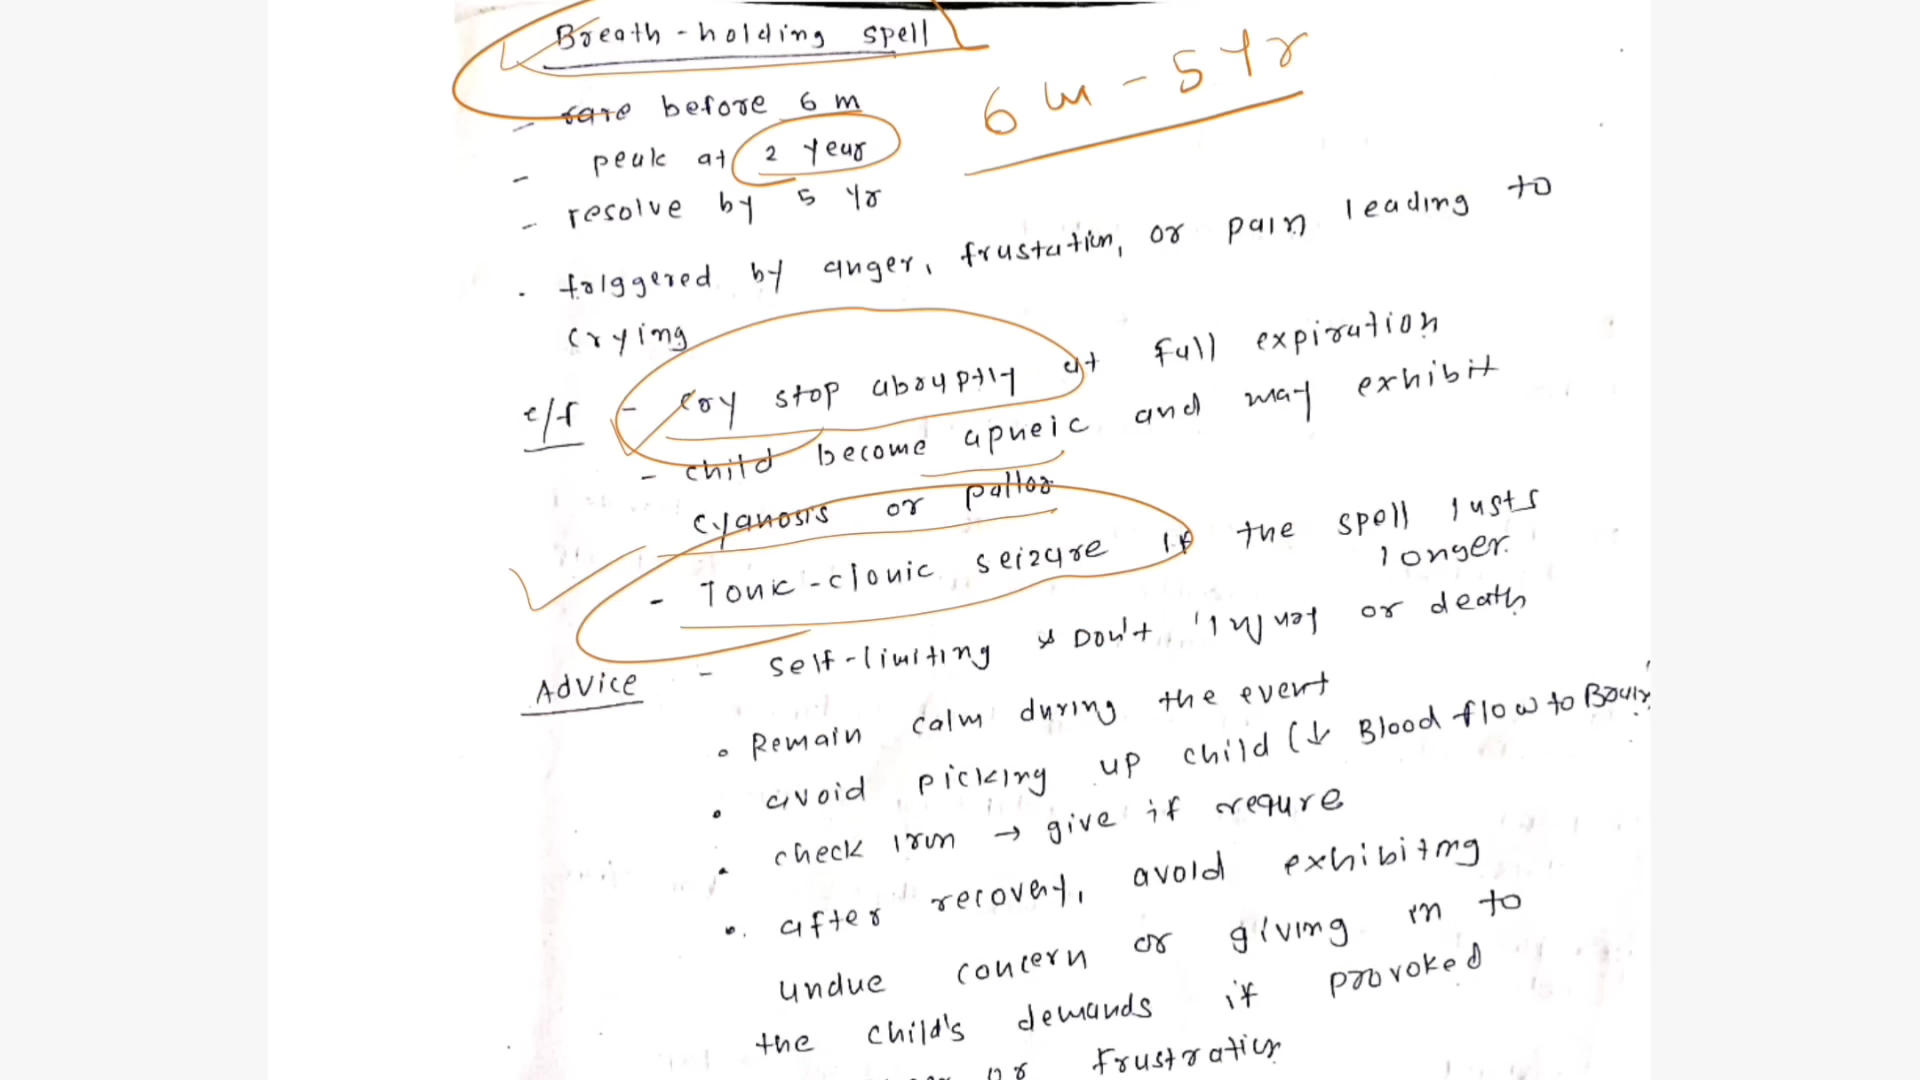 Breath-holding spell
6 m - 5 Yr
- rare before 6 m
- peak at 2 Year
- resolve by 5 Yr
. triggered by anger, frustation, or pain leading to
crying
c/f - Cry stop abruptly at full expiration
- child become apneic and may exhibit
cyanosis or pallor
- Tonic-clonic seizure if the spell lasts
longer.
Advice - self-limiting & Don't injury or death
• Remain calm during the event
• avoid picking up child (↓ Blood flow to Brain
• check iron → give if requre
• after recovery, avoid exhibiting
undue concern or giving in to
the child's demands if provoked
or frustration